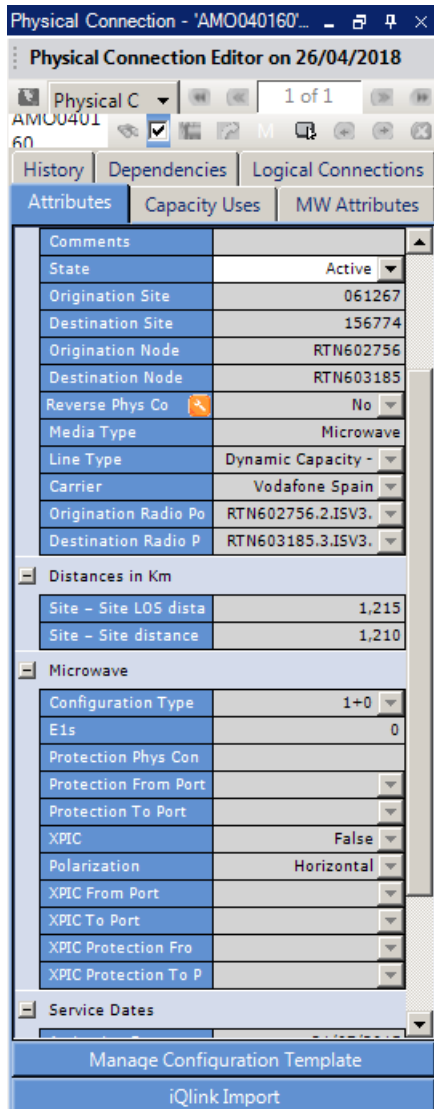 Physical Connection - 'AMO040160'...
Physical Connection Editor on 26/04/2018
Physical C 1 of 1
AMO0401
60 M
History Dependencies Logical Connections
Attributes Capacity Uses MW Attributes
Comments
State Active
Origination Site 061267
Destination Site 156774
Origination Node RTN602756
Destination Node RTN603185
Reverse Phys Co No
Media Type Microwave
Line Type Dynamic Capacity -
Carrier Vodafone Spain
Origination Radio Po RTN602756.2.ISV3.
Destination Radio P RTN603185.3.ISV3.
Distances in Km
Site – Site LOS dista 1,215
Site – Site distance 1,210
Microwave
Configuration Type 1+0
E1s 0
Protection Phys Con
Protection From Port
Protection To Port
XPIC False
Polarization Horizontal
XPIC From Port
XPIC To Port
XPIC Protection Fro
XPIC Protection To P
Service Dates
Manage Configuration Template
iQlink Import